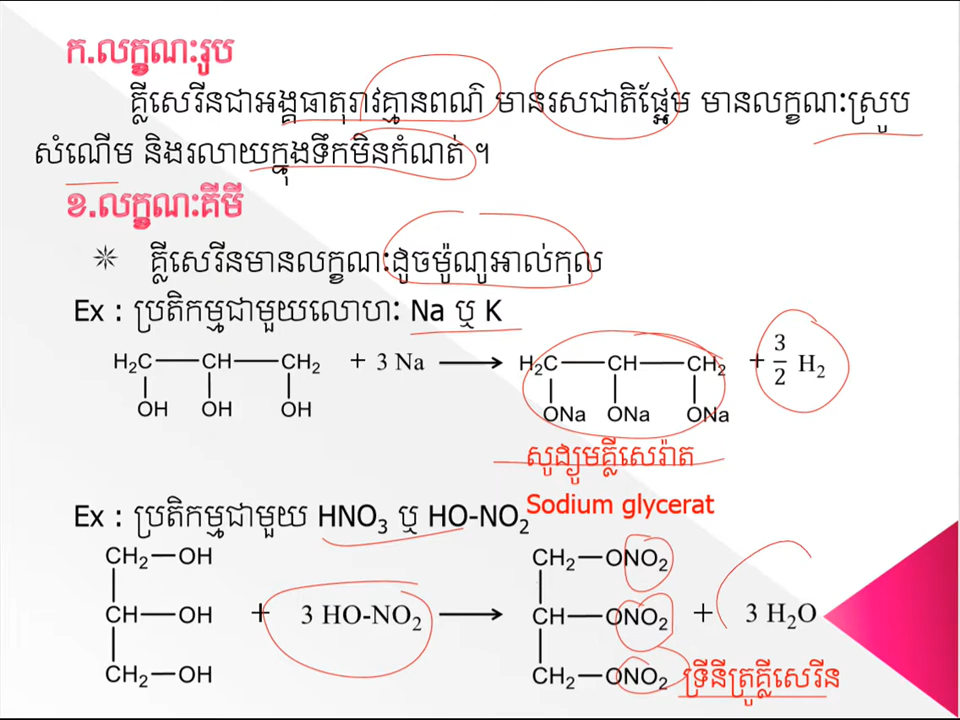 ក.លក្ខណៈរូប
គ្លីសេរីនជាអង្គធាតុរាវគ្មានពណ៌ មានរសជាតិផ្អែម មានលក្ខណៈស្រូប
សំណើម និងរលាយក្នុងទឹកមិនកំណត់ ។
ខ.លក្ខណៈគីមី
គ្លីសេរីនមានលក្ខណៈដូចម៉ូណូអាល់កុល
Ex : ប្រតិកម្មជាមួយលោហៈ Na ឬ K
H₂C — CH — CH₂ + 3 Na ⟶ H₂C — CH — CH₂ + 3/2 H₂
OH OH OH ONa ONa ONa
សូដ្យូមគ្លីសេរ៉ាត
Sodium glycerat
Ex : ប្រតិកម្មជាមួយ HNO₃ ឬ HO-NO₂
CH₂—OH CH₂—ONO₂
CH—OH + 3 HO-NO₂ ⟶ CH—ONO₂ + 3 H₂O
CH₂—OH CH₂—ONO₂ ទ្រីនីត្រូគ្លីសេរីន